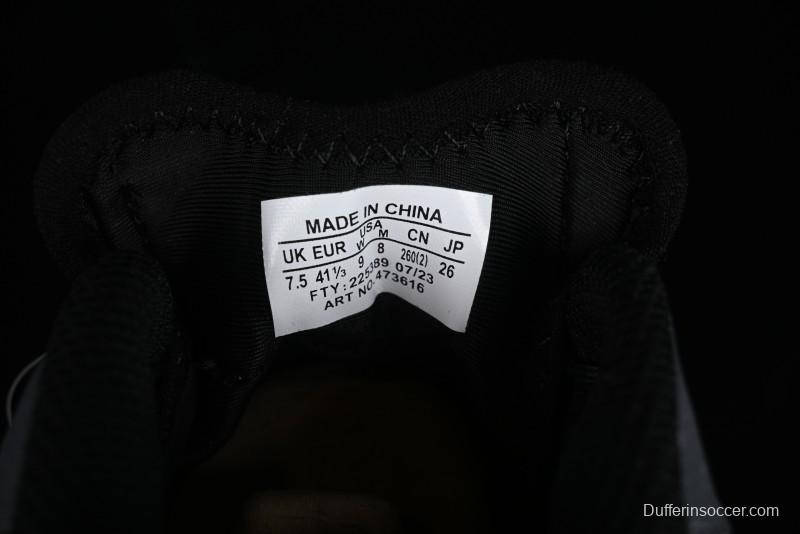 MADE IN CHINA
USA
UK EUR W M CN JP
7.5 41⅓ 9 8 260(2) 26
FTY: 225389 07/23
ART NO. 473616
Dufferinsoccer.com